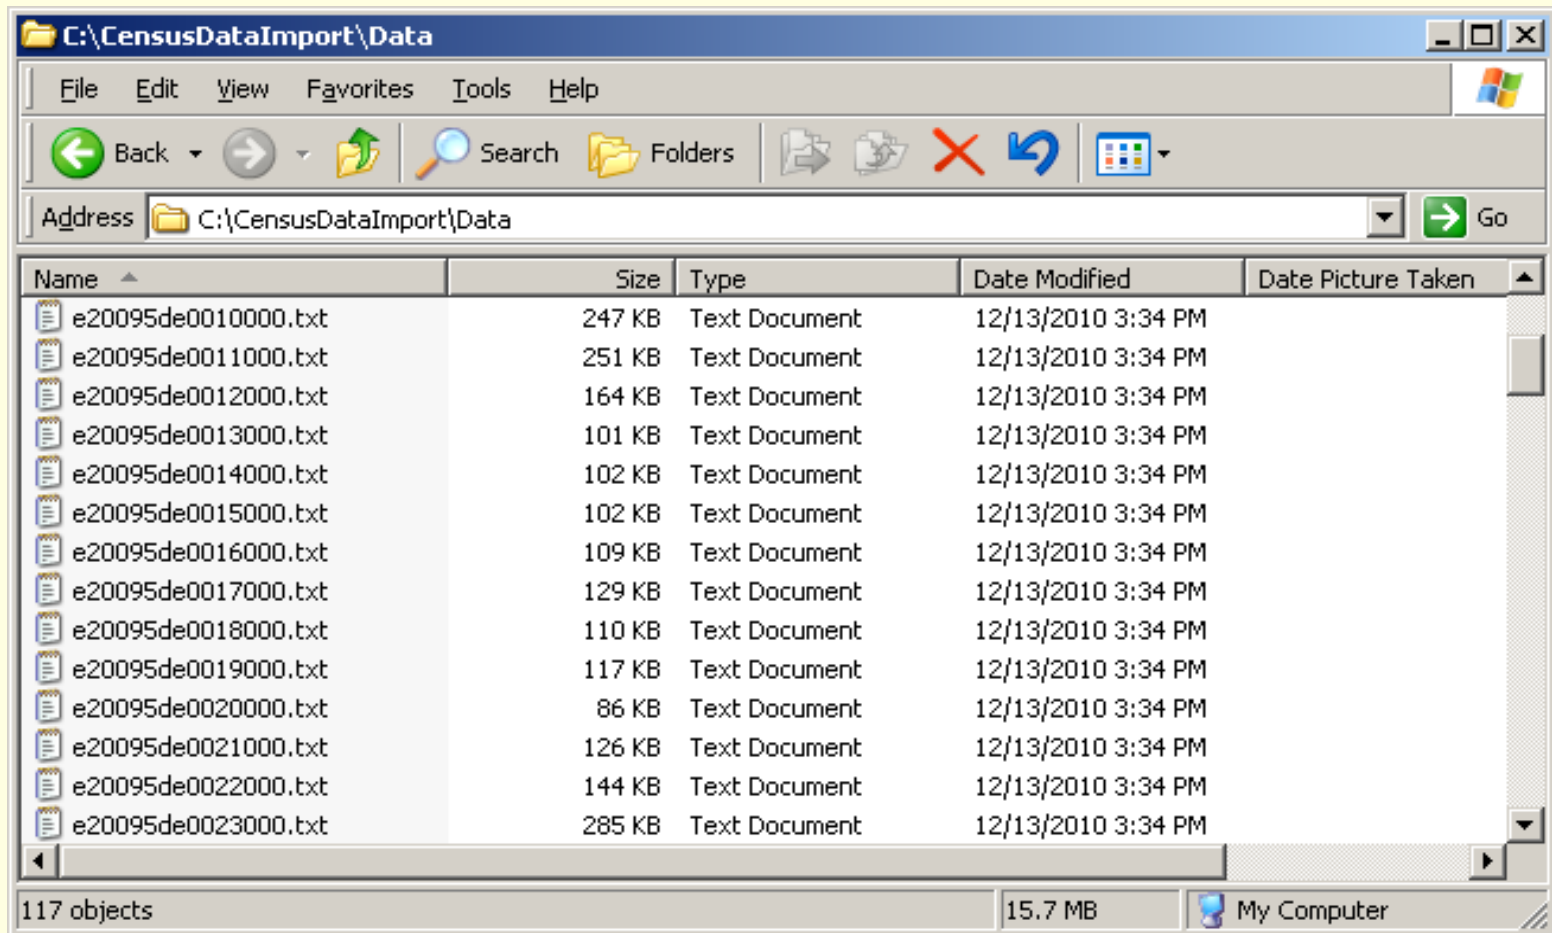 C:\CensusDataImport\Data
File Edit View Favorites Tools Help
Back Search Folders
Address C:\CensusDataImport\Data Go
Name Size Type Date Modified Date Picture Taken
e20095de0010000.txt 247 KB Text Document 12/13/2010 3:34 PM
e20095de0011000.txt 251 KB Text Document 12/13/2010 3:34 PM
e20095de0012000.txt 164 KB Text Document 12/13/2010 3:34 PM
e20095de0013000.txt 101 KB Text Document 12/13/2010 3:34 PM
e20095de0014000.txt 102 KB Text Document 12/13/2010 3:34 PM
e20095de0015000.txt 102 KB Text Document 12/13/2010 3:34 PM
e20095de0016000.txt 109 KB Text Document 12/13/2010 3:34 PM
e20095de0017000.txt 129 KB Text Document 12/13/2010 3:34 PM
e20095de0018000.txt 110 KB Text Document 12/13/2010 3:34 PM
e20095de0019000.txt 117 KB Text Document 12/13/2010 3:34 PM
e20095de0020000.txt 86 KB Text Document 12/13/2010 3:34 PM
e20095de0021000.txt 126 KB Text Document 12/13/2010 3:34 PM
e20095de0022000.txt 144 KB Text Document 12/13/2010 3:34 PM
e20095de0023000.txt 285 KB Text Document 12/13/2010 3:34 PM
117 objects 15.7 MB My Computer